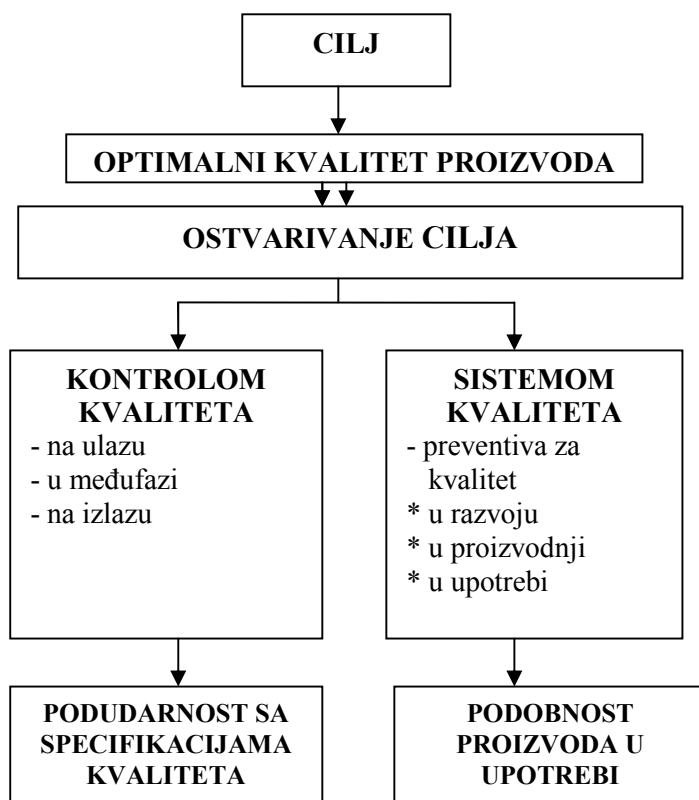 CILJ
OPTIMALNI KVALITET PROIZVODA
OSTVARIVANJE CILJA
KONTROLOM
KVALITETA
- na ulazu
- u međufazi
- na izlazu
SISTEMOM
KVALITETA
- preventiva za
kvalitet
* u razvoju
* u proizvodnji
* u upotrebi
PODUDARNOST SA
SPECIFIKACIJAMA
KVALITETA
PODOBNOST
PROIZVODA U
UPOTREBI